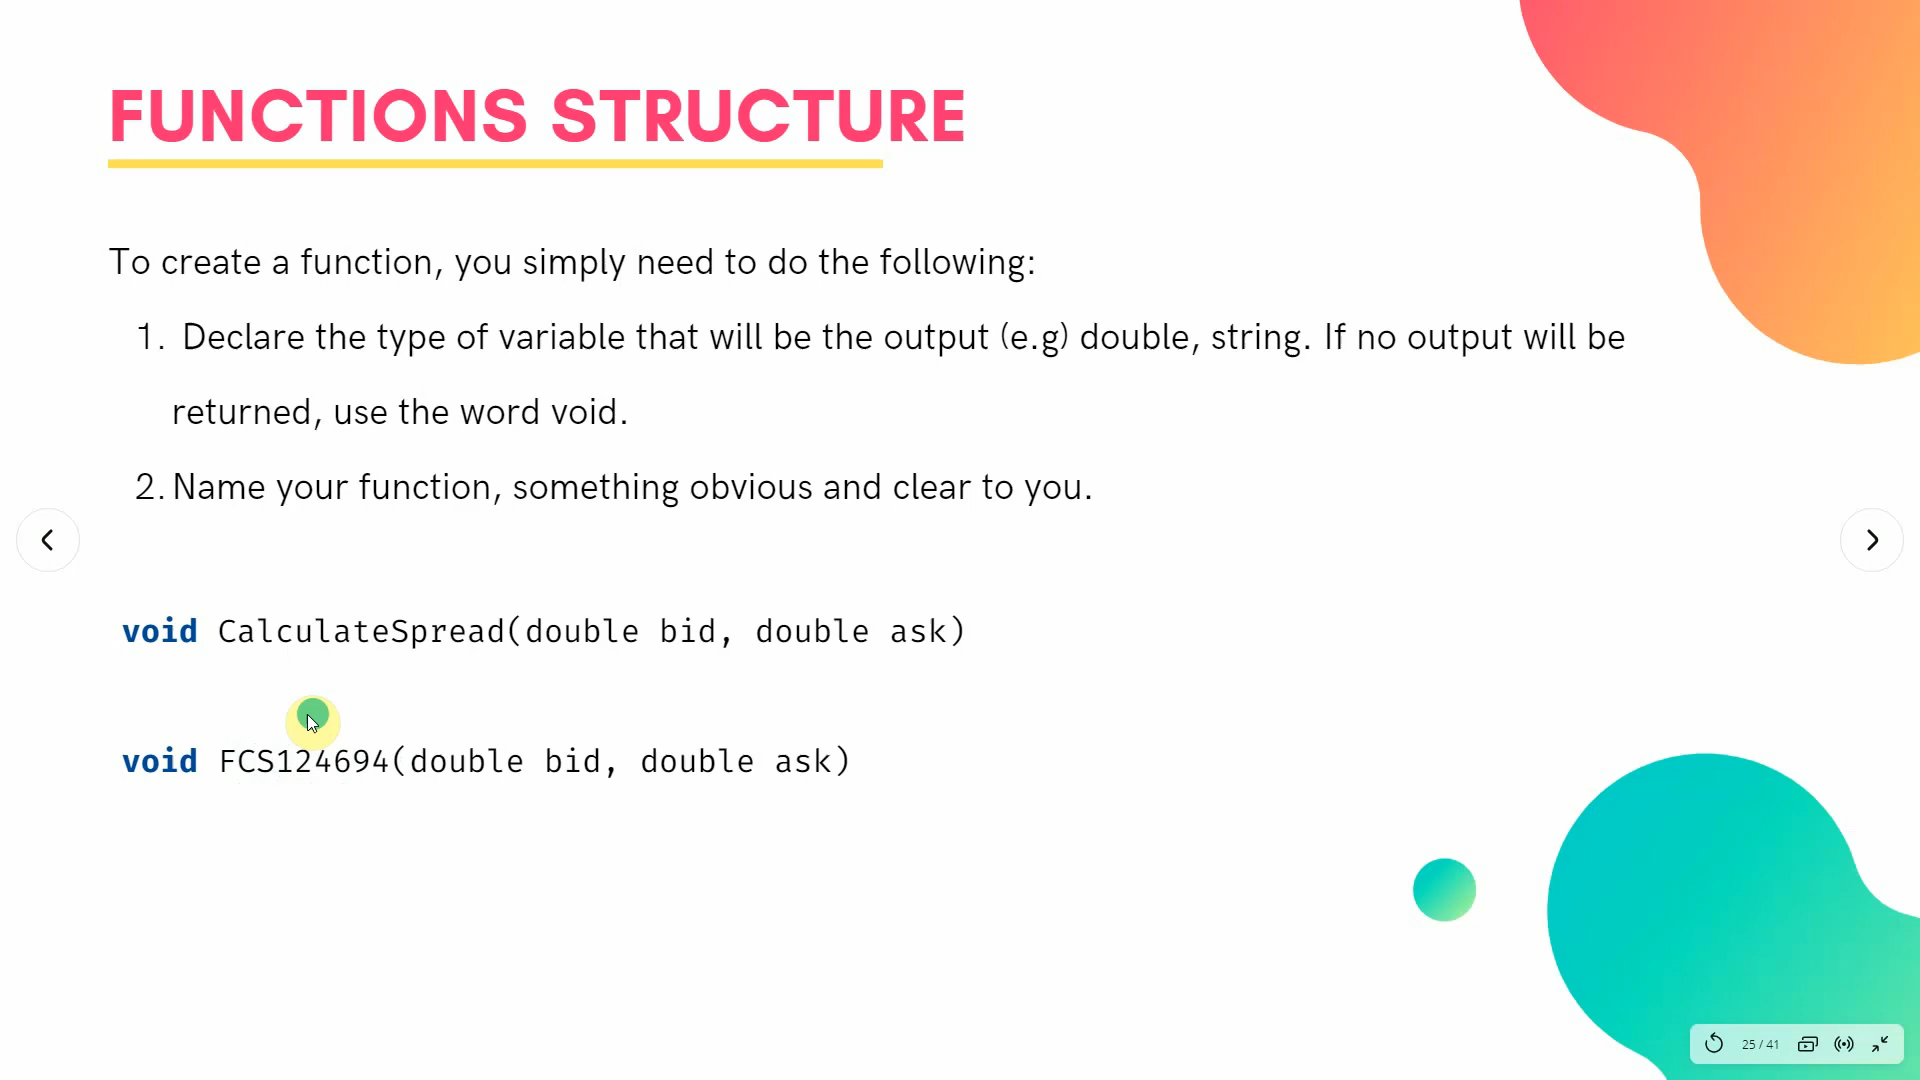 FUNCTIONS STRUCTURE
To create a function, you simply need to do the following:
1. Declare the type of variable that will be the output (e.g) double, string. If no output will be
returned, use the word void.
2. Name your function, something obvious and clear to you.
void CalculateSpread(double bid, double ask)
void FCS124694(double bid, double ask)
25 / 41